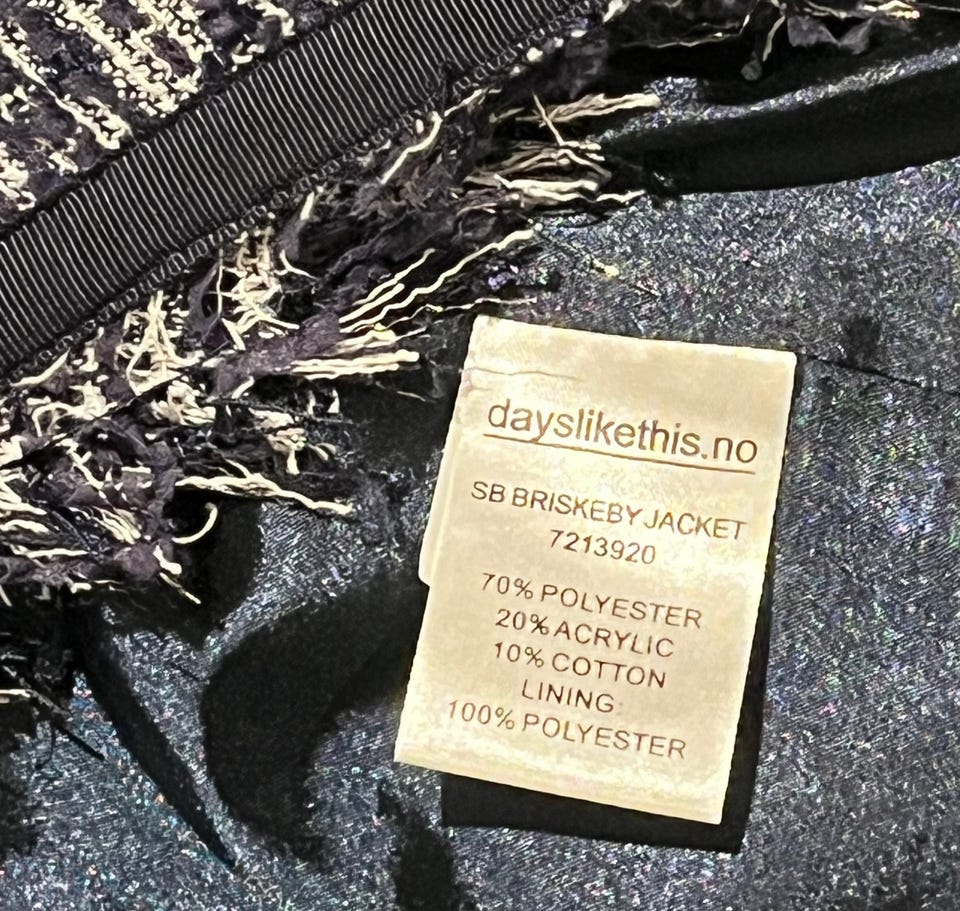 dayslikethis.no
SB BRISKEBY JACKET
7213920
70% POLYESTER
20% ACRYLIC
10% COTTON
LINING
100% POLYESTER